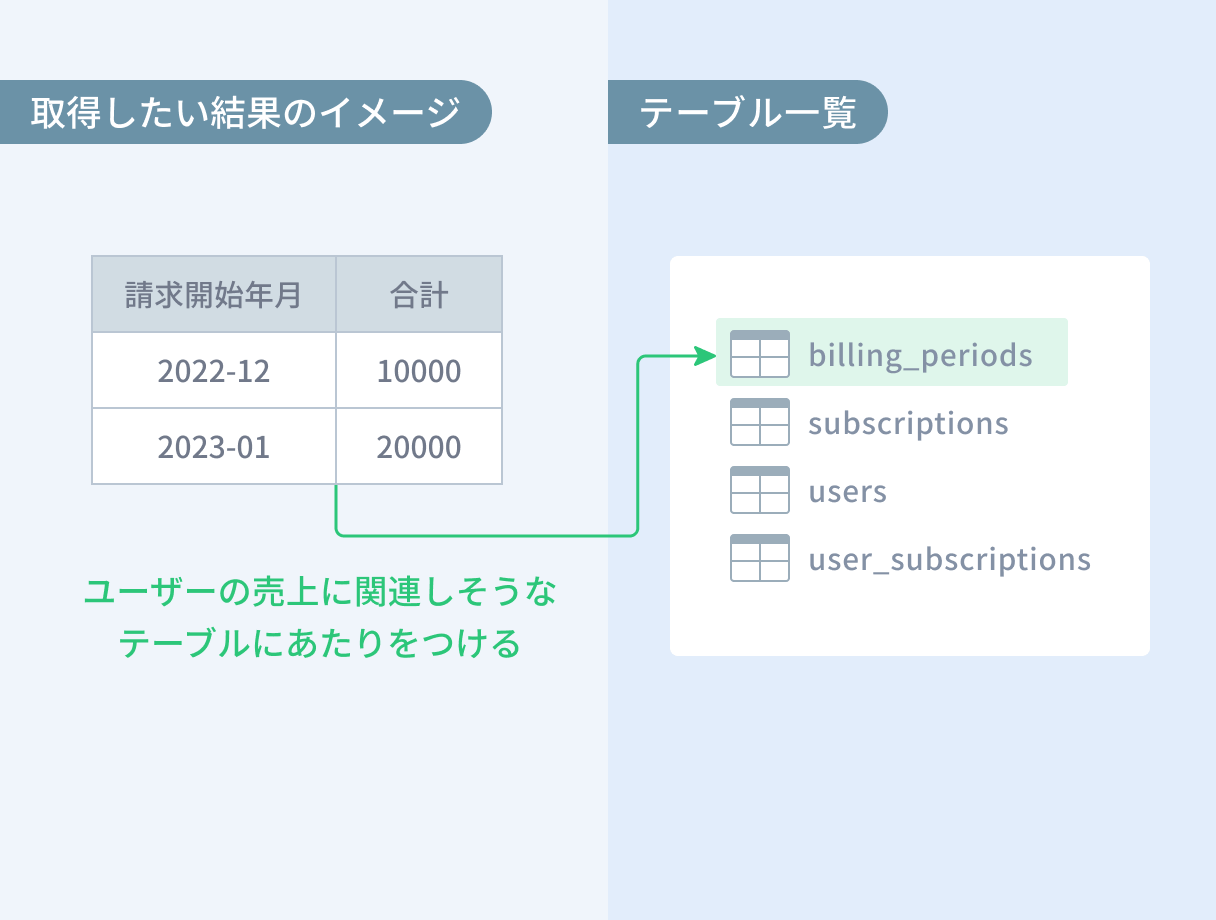 取得したい結果のイメージ
請求開始年月 合計
2022-12 10000
2023-01 20000
ユーザーの売上に関連しそうな
テーブルにあたりをつける
テーブル一覧
billing_periods
subscriptions
users
user_subscriptions